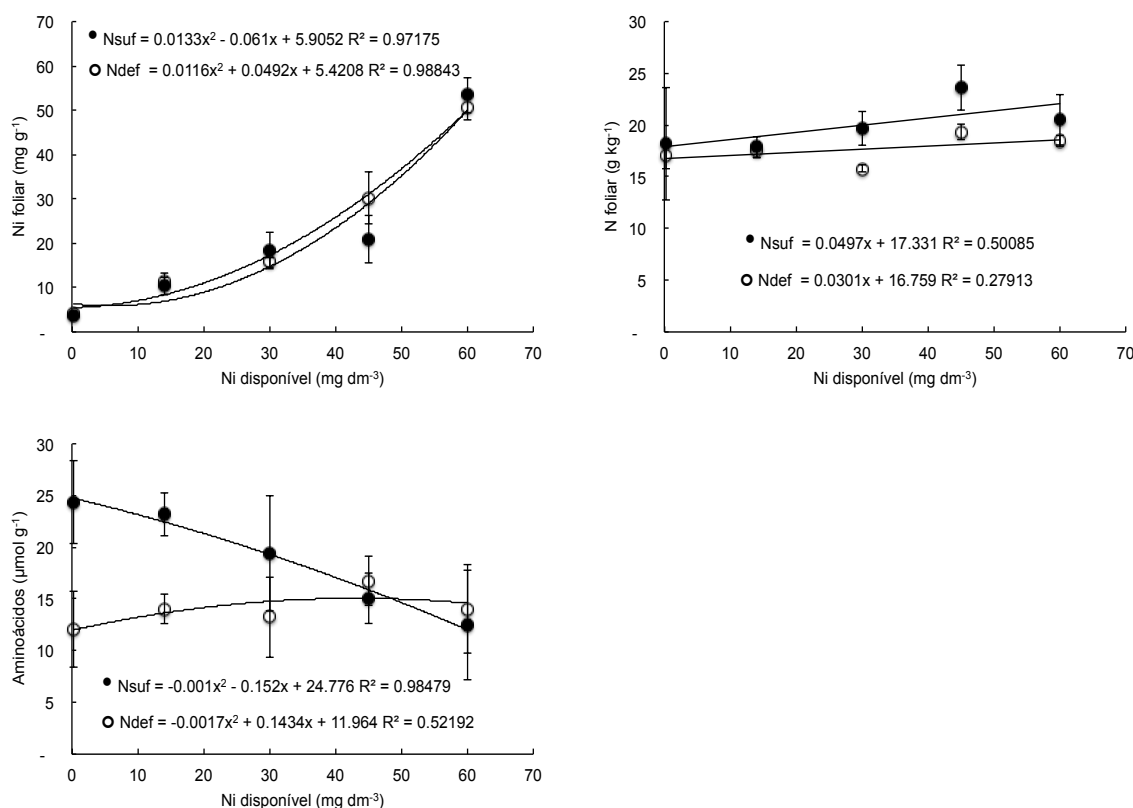 70
60
50
40
30
20
10
-
Ni foliar (mg g⁻¹)
● Nsuf = 0.0133x² - 0.061x + 5.9052 R² = 0.97175
○ Ndef = 0.0116x² + 0.0492x + 5.4208 R² = 0.98843
0 10 20 30 40 50 60 70
Ni disponível (mg dm⁻³)
30
25
20
15
10
5
-
N foliar (g kg⁻¹)
● Nsuf = 0.0497x + 17.331 R² = 0.50085
○ Ndef = 0.0301x + 16.759 R² = 0.27913
0 10 20 30 40 50 60 70
Ni disponível (mg dm⁻³)
30
25
20
15
10
5
-
Aminoácidos (µmol g⁻¹)
● Nsuf = -0.001x² - 0.152x + 24.776 R² = 0.98479
○ Ndef = -0.0017x² + 0.1434x + 11.964 R² = 0.52192
0 10 20 30 40 50 60 70
Ni disponível (mg dm⁻³)